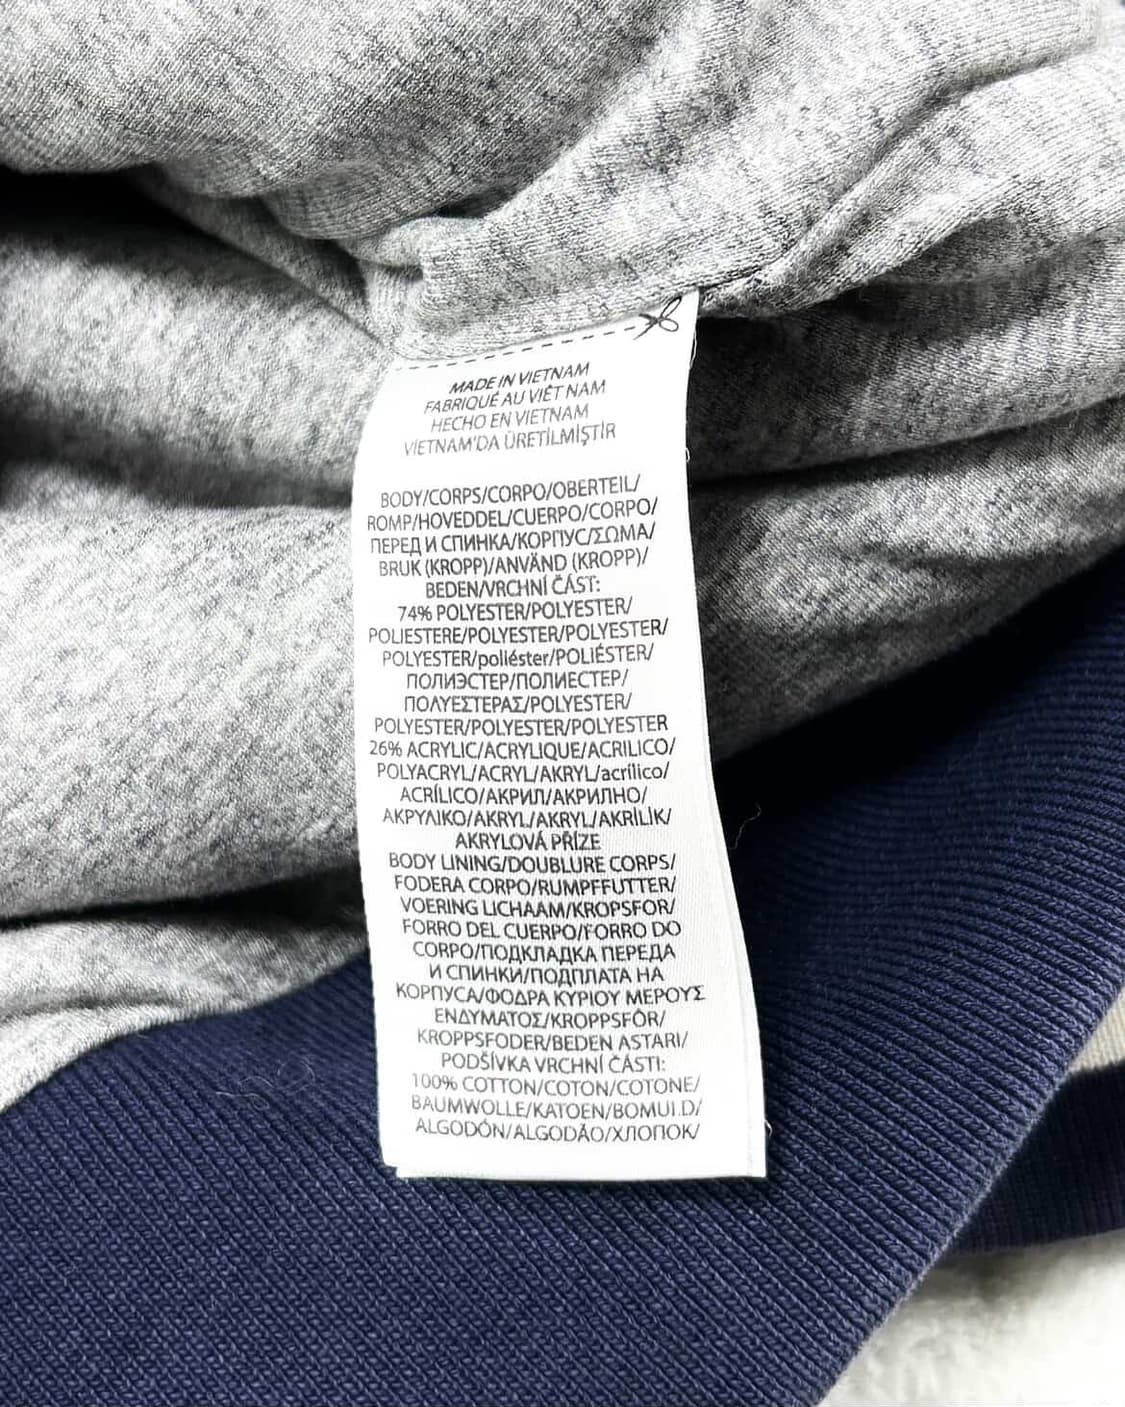 MADE IN VIETNAM
FABRIQUÉ AU VIÊT NAM
HECHO EN VIETNAM
VİETNAM'DA ÜRETİLMİŞTİR
BODY/CORPS/CORPO/OBERTEIL/
ROMP/HOVEDDEL/CUERPO/CORPO/
ПЕРЕД И СПИНКА/КОРПУС/ΣΩΜΑ/
BRUK (KROPP)/ANVÄND (KROPP)/
BEDEN/VRCHNÍ ČÁST:
74% POLYESTER/POLYESTER/
POLIESTERE/POLYESTER/POLYESTER/
POLYESTER/poliéster/POLIÉSTER/
ПОЛИЭСТЕР/ПОЛИЕСТЕР/
ΠΟΛΥΕΣΤΕΡΑΣ/POLYESTER/
POLYESTER/POLYESTER/POLYESTER
26% ACRYLIC/ACRYLIQUE/ACRILICO/
POLYACRYL/ACRYL/AKRYL/acrílico/
ACRÍLICO/АКРИЛ/АКРИЛНО/
ΑΚΡΥΛΙΚΟ/AKRYL/AKRYL/AKRİLİK/
AKRYLOVÁ PŘÍZE
BODY LINING/DOUBLURE CORPS/
FODERA CORPO/RUMPFFUTTER/
VOERING LICHAAM/KROPSFOR/
FORRO DEL CUERPO/FORRO DO
CORPO/ПОДКЛАДКА ПЕРЕДА
И СПИНКИ/ПОДПЛАТА НА
КОРПУСА/ΦΟΔΡΑ ΚΥΡΙΟΥ ΜΕΡΟΥΣ
ΕΝΔΥΜΑΤΟΣ/KROPPSFÔR/
KROPPSFODER/BEDEN ASTARI/
PODŠÍVKA VRCHNÍ ČÁSTI:
100% COTTON/COTON/COTONE/
BAUMWOLLE/KATOEN/BOMULD/
ALGODÓN/ALGODÃO/ХЛОПОК/